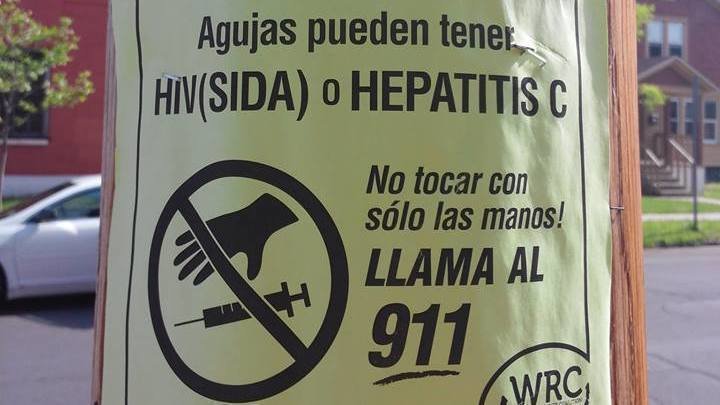 Agujas pueden tener
HIV(SIDA) o HEPATITIS C
No tocar con
sólo las manos!
LLAMA AL
911
WRC